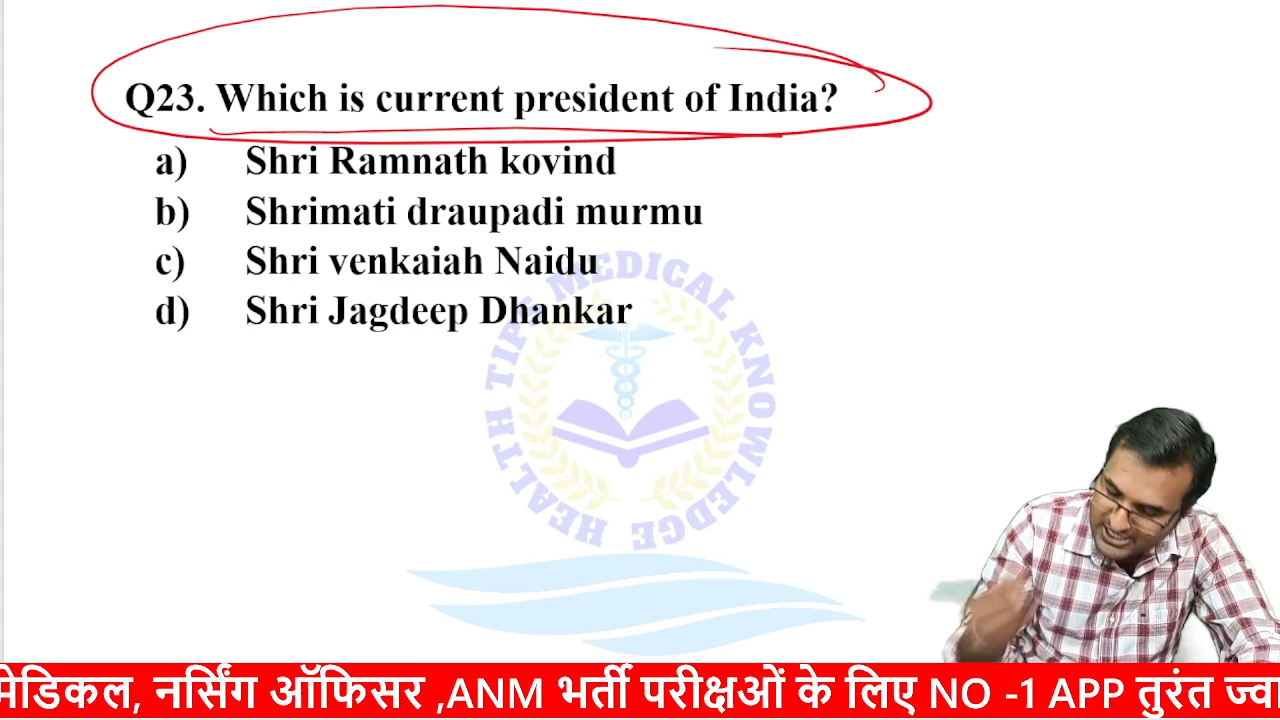 Q23. Which is current president of India?
a) Shri Ramnath kovind
b) Shrimati draupadi murmu
c) Shri venkaiah Naidu
d) Shri Jagdeep Dhankar
HEALTH TIPS MEDICAL KNOWLEDGE
मेडिकल, नर्सिंग ऑफिसर ,ANM भर्ती परीक्षाओं के लिए NO -1 APP तुरंत ज्वा